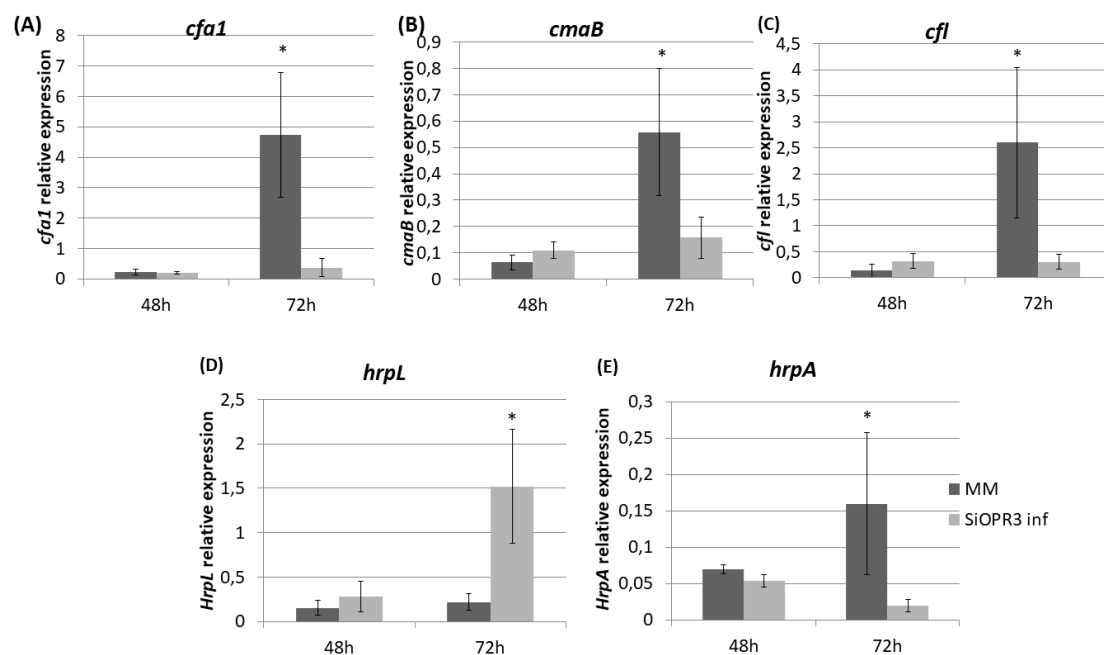 (A)
cfa1
cfa1 relative expression
8
7
6
5
4
3
2
1
0
*
48h
72h
(B)
cmaB
cmaB relative expression
0,9
0,8
0,7
0,6
0,5
0,4
0,3
0,2
0,1
0
*
48h
72h
(C)
cfl
cfl relative expression
4,5
4
3,5
3
2,5
2
1,5
1
0,5
0
*
48h
72h
(D)
hrpL
HrpL relative expression
2,5
2
1,5
1
0,5
0
*
48h
72h
(E)
hrpA
HrpA relative expression
0,3
0,25
0,2
0,15
0,1
0,05
0
*
48h
72h
MM
SiOPR3 inf